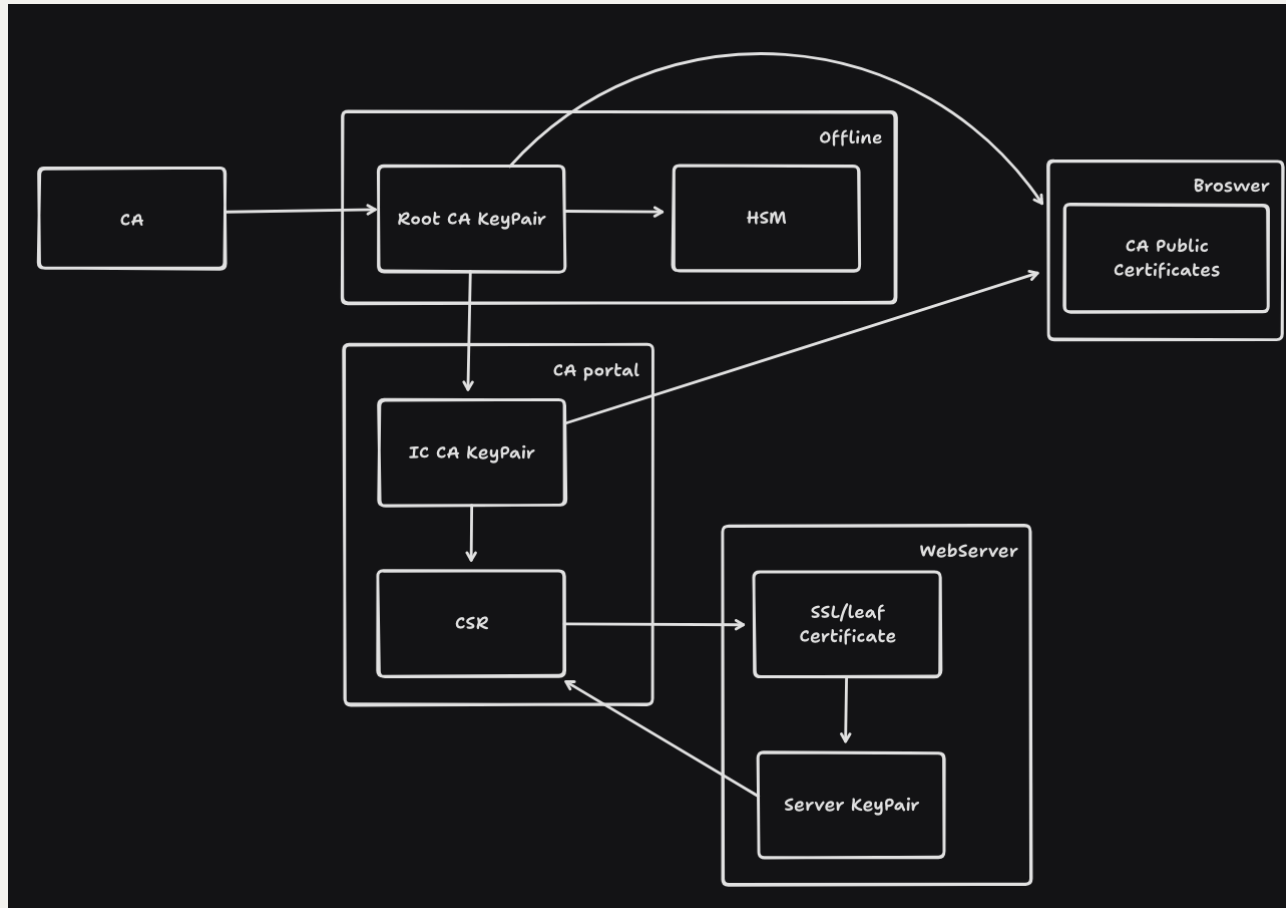 Offline
CA
Root CA KeyPair
HSM
Broswer
CA Public
Certificates
CA portal
IC CA KeyPair
CSR
WebServer
SSL/leaf
Certificate
Server KeyPair